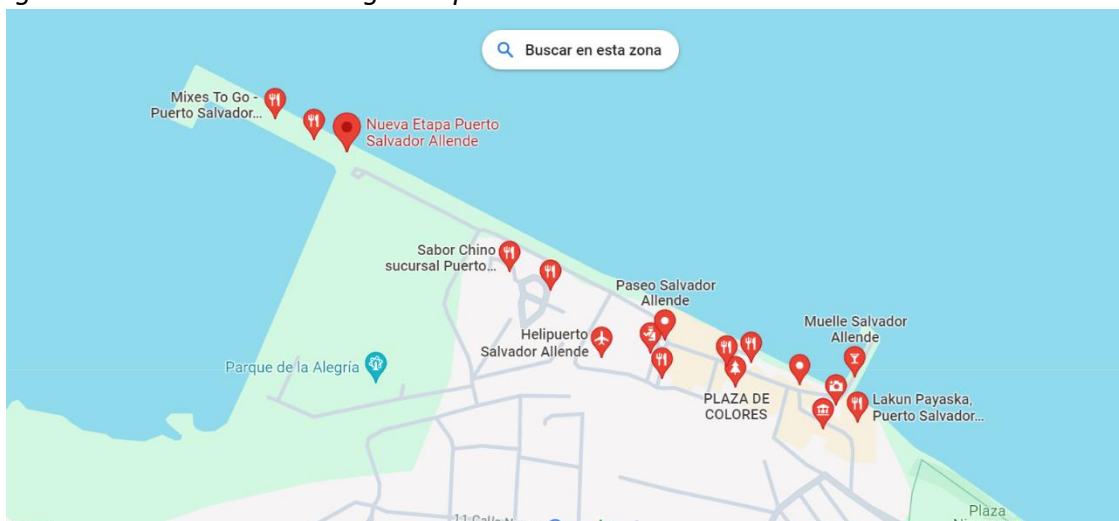 Buscar en esta zona
Mixes To Go -
Puerto Salvador...
Nueva Etapa Puerto
Salvador Allende
Sabor Chino
sucursal Puerto...
Paseo Salvador
Allende
Muelle Salvador
Allende
Helipuerto
Salvador Allende
Parque de la Alegría
PLAZA DE
COLORES
Lakun Payaska,
Puerto Salvador...
Plaza